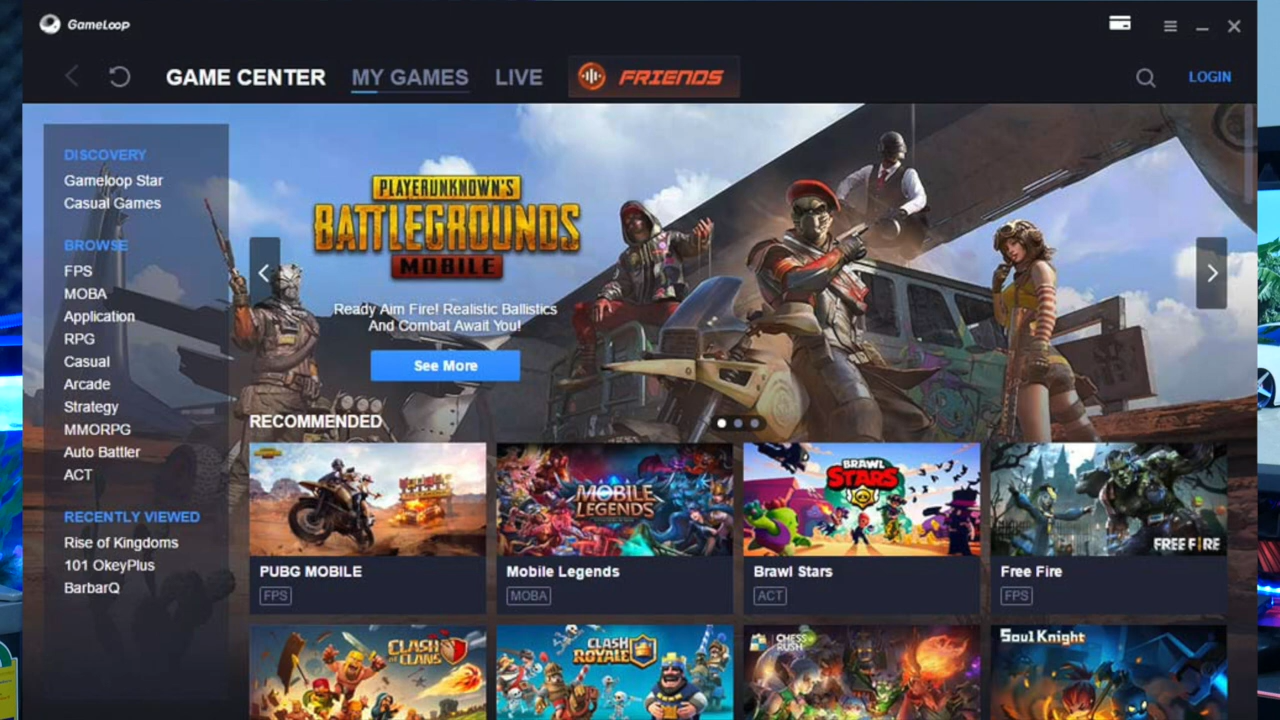 GameLoop
GAME CENTER
MY GAMES
LIVE
FRIENDS
LOGIN
DISCOVERY
Gameloop Star
Casual Games
BROWSE
FPS
MOBA
Application
RPG
Casual
Arcade
Strategy
MMORPG
Auto Battler
ACT
RECENTLY VIEWED
Rise of Kingdoms
101 OkeyPlus
BarbarQ
PLAYERUNKNOWN'S
BATTLEGROUNDS
MOBILE
Ready Aim Fire! Realistic Ballistics
And Combat Await You!
See More
RECOMMENDED
MOBILE
LEGENDS
BRAWL
STARS
FREE FIRE
PUBG MOBILE
Mobile Legends
Brawl Stars
Free Fire
FPS
MOBA
ACT
FPS
CLASH
OF CLANS
CLASH
ROYALE
CHESS
RUSH
Soul Knight